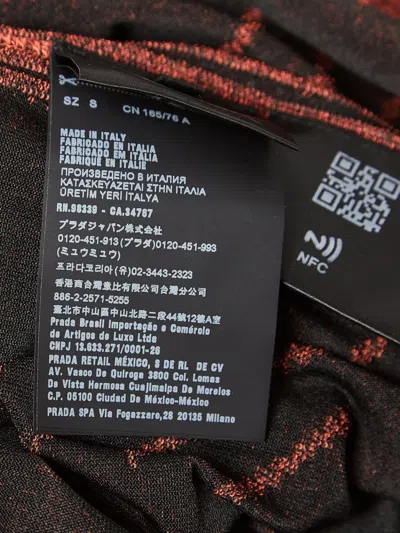 SZ S CN 165/76 A
MADE IN ITALY
FABRICADO EN ITALIA
FABRICADO EM ITÁLIA
FABRIQUÉ EN ITALIE
ПРОИЗВЕДЕНО В ИТАЛИЯ
ΚΑΤΑΣΚΕΥΑΖΕΤΑΙ ΣΤΗΝ ΙΤΑΛΙΑ
ÜRETİM YERİ İTALYA
RN.98339 - CA.34767
プラダジャパン株式会社
0120-451-913 (プラダ) 0120-451-993
(ミュウミュウ)
프라다코리아(유) 02-3443-2323
香港商台灣普比有限公司台灣分公司
886-2-2571-5255
臺北市中山區中山北路二段44號12樓A
Prada Brasil Importação e Comércio
de Artigos de Luxo Ltda
CNPJ 13.633.271/0001-26
PRADA RETAIL MÉXICO, S DE RL DE CV
AV. Vasco De Quiroga 3800 Col. Lomas
De Vista Hermosa Cuajimalpa De Morelos
C.P. 05100 Ciudad De México-México
PRADA SPA Via Fogazzaro, 28 20135 Milano
NFC